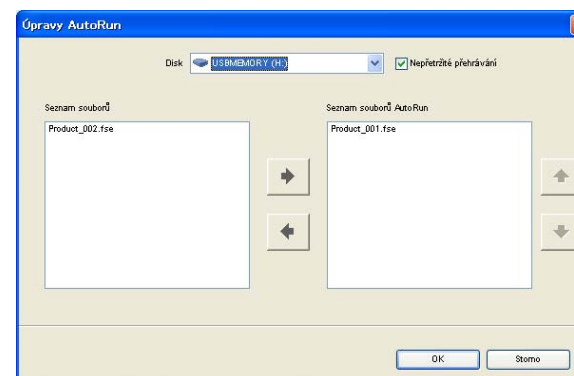 Úpravy AutoRun
Disk USBMEMORY (H:) Nepřetržité přehrávání
Seznam souborů
Product_002.fse
Seznam souborů AutoRun
Product_001.fse
OK Storno